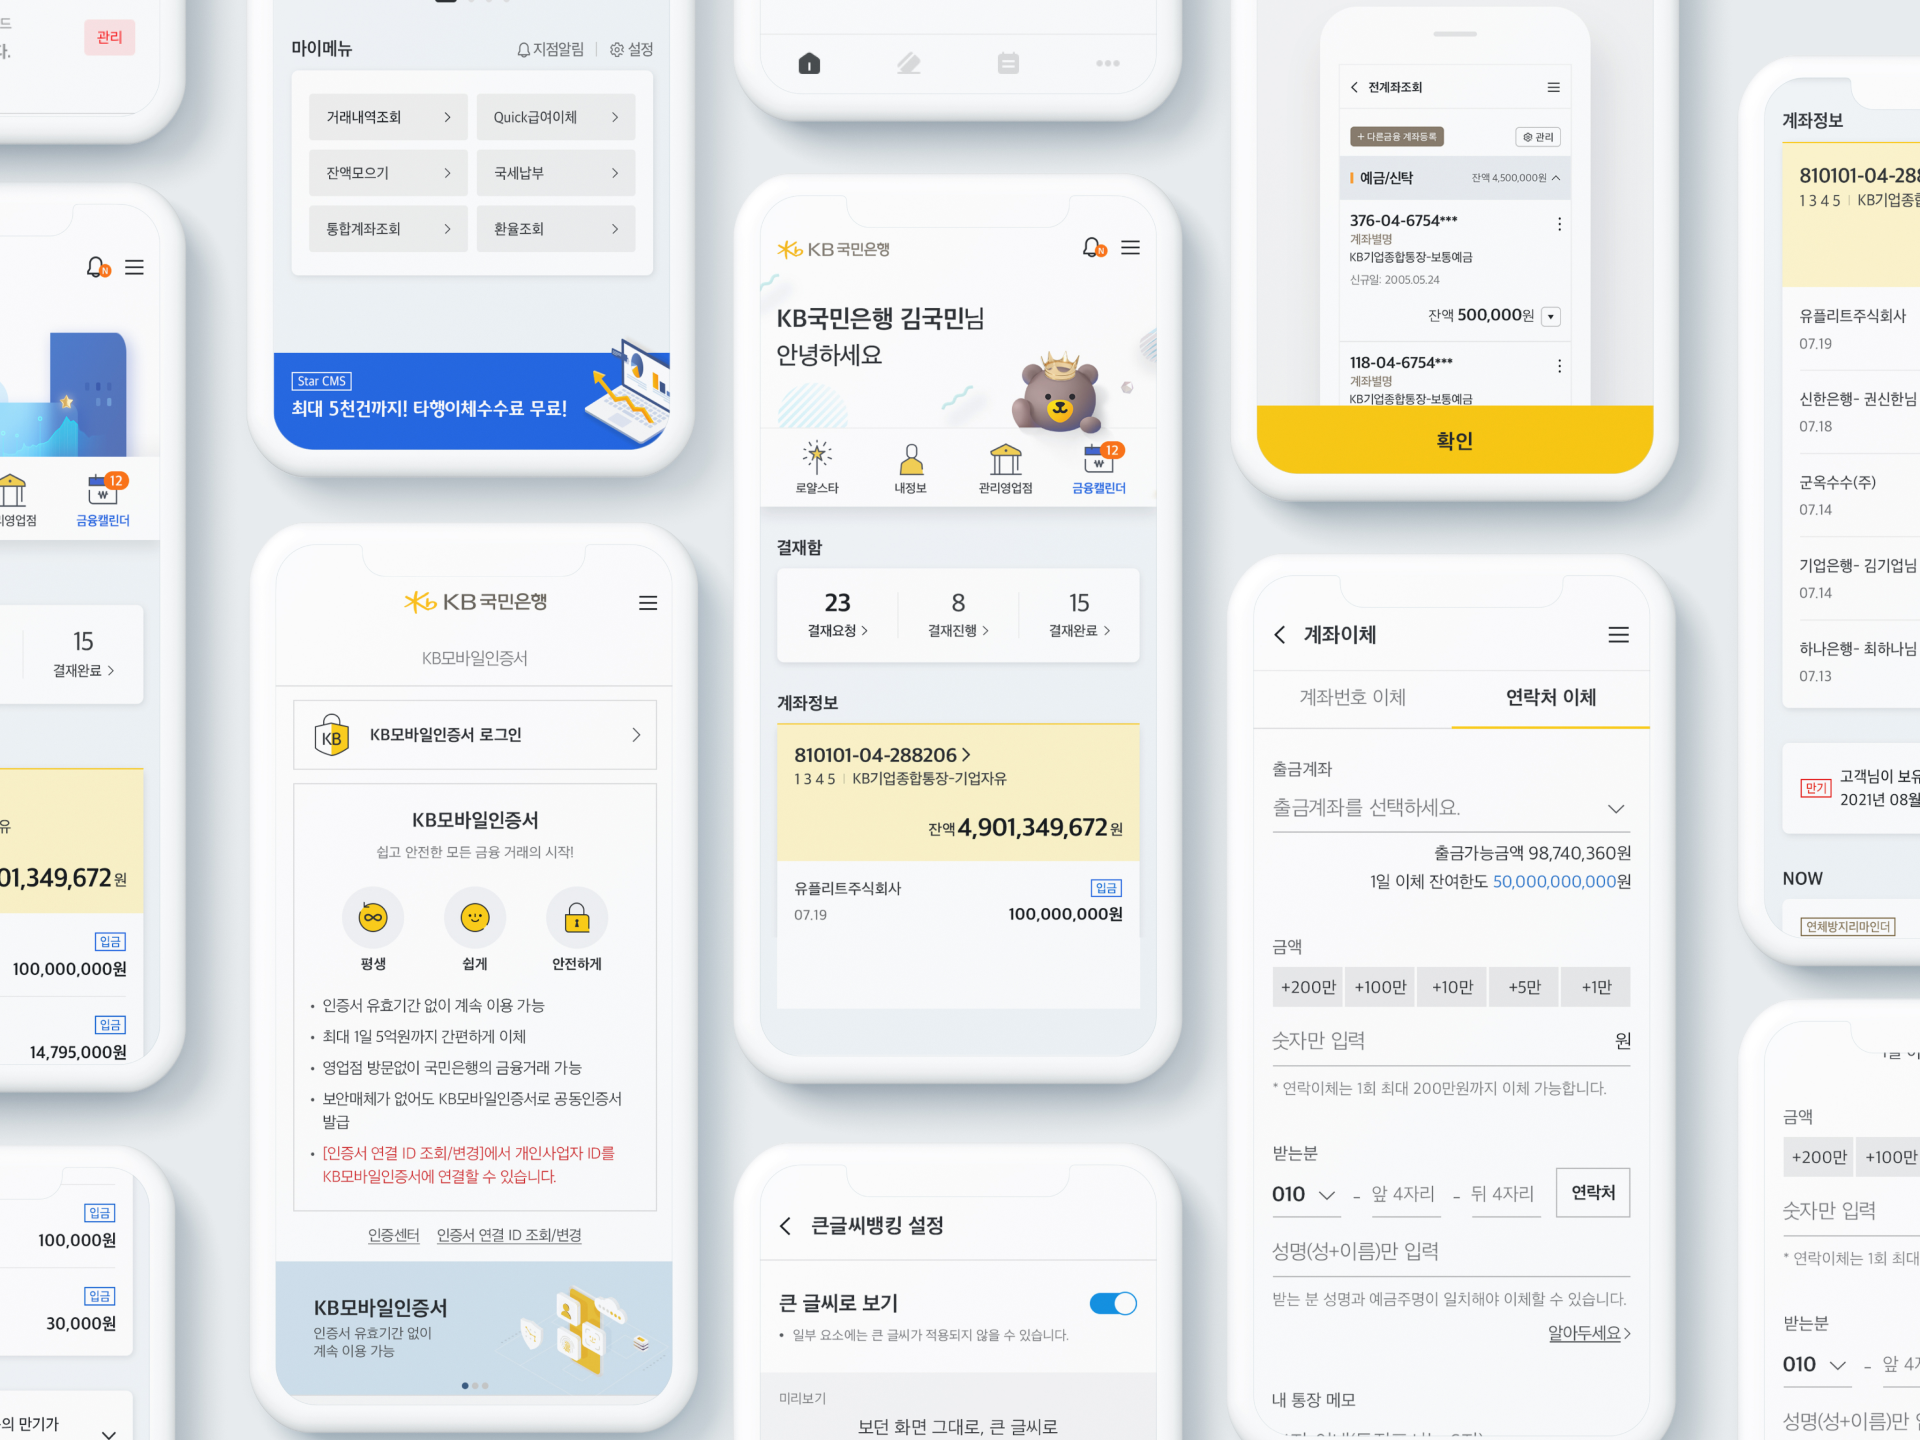 관리
15
결재완료 >
01,349,672원
입금
100,000,000원
입금
14,795,000원
금융캘린더
12
N
입금
100,000원
입금
30,000원
의 만기가
마이메뉴
지점알림
설정
거래내역조회
Quick급여이체
잔액모으기
국세납부
통합계좌조회
환율조회
Star CMS
최대 5천건까지! 타행이체수수료 무료!
KB국민은행
KB모바일인증서
KB
KB모바일인증서 로그인
KB모바일인증서
쉽고 안전한 모든 금융 거래의 시작!
평생
쉽게
안전하게
• 인증서 유효기간 없이 계속 이용 가능
• 최대 1일 5억원까지 간편하게 이체
• 영업점 방문없이 국민은행의 금융거래 가능
• 보안매체가 없어도 KB모바일인증서로 공동인증서
발급
• [인증서 연결 ID 조회/변경]에서 개인사업자 ID를
KB모바일인증서에 연결할 수 있습니다.
인증센터 인증서 연결 ID 조회/변경
KB모바일인증서
인증서 유효기간 없이
계속 이용 가능
KB국민은행
N
KB국민은행 김국민님
안녕하세요
12
로얄스타
내정보
관리영업점
금융캘린더
결재함
23
8
15
결재요청 >
결재진행 >
결재완료 >
계좌정보
810101-04-288206 >
1345 | KB기업종합통장-기업자유
잔액 4,901,349,672원
유플리트주식회사
입금
07.19
100,000,000원
큰글씨뱅킹 설정
큰 글씨로 보기
• 일부 요소에는 큰 글씨가 적용되지 않을 수 있습니다.
미리보기
보던 화면 그대로, 큰 글씨로
전계좌조회
+ 다른금융 계좌등록
관리
예금/신탁
잔액 4,500,000원
376-04-6754***
계좌별명
KB기업종합통장-보통예금
신규일: 2005.05.24
잔액 500,000원
118-04-6754***
계좌별명
KB기업종합통장-보통예금
확인
계좌이체
계좌번호 이체
연락처 이체
출금계좌
출금계좌를 선택하세요.
출금가능금액 98,740,360원
1일 이체 잔여한도 50,000,000,000원
금액
+200만
+100만
+10만
+5만
+1만
숫자만 입력
원
* 연락이체는 1회 최대 200만원까지 이체 가능합니다.
받는분
010
- 앞 4자리
- 뒤 4자리
연락처
성명(성+이름)만 입력
받는 분 성명과 예금주명이 일치해야 이체할 수 있습니다.
알아두세요 >
내 통장 메모
계좌정보
810101-04-288
1345 | KB기업종합
유플리트주식회사
07.19
신한은행- 권신한님
07.18
군옥수수(주)
07.14
기업은행- 김기업님
07.14
하나은행- 최하나님
07.13
만기
고객님이 보유
2021년 08월
NOW
연체방지리마인더
금액
+200만
+100만
숫자만 입력
* 연락이체는 1회 최대
받는분
010
- 앞 4자
성명(성+이름)만